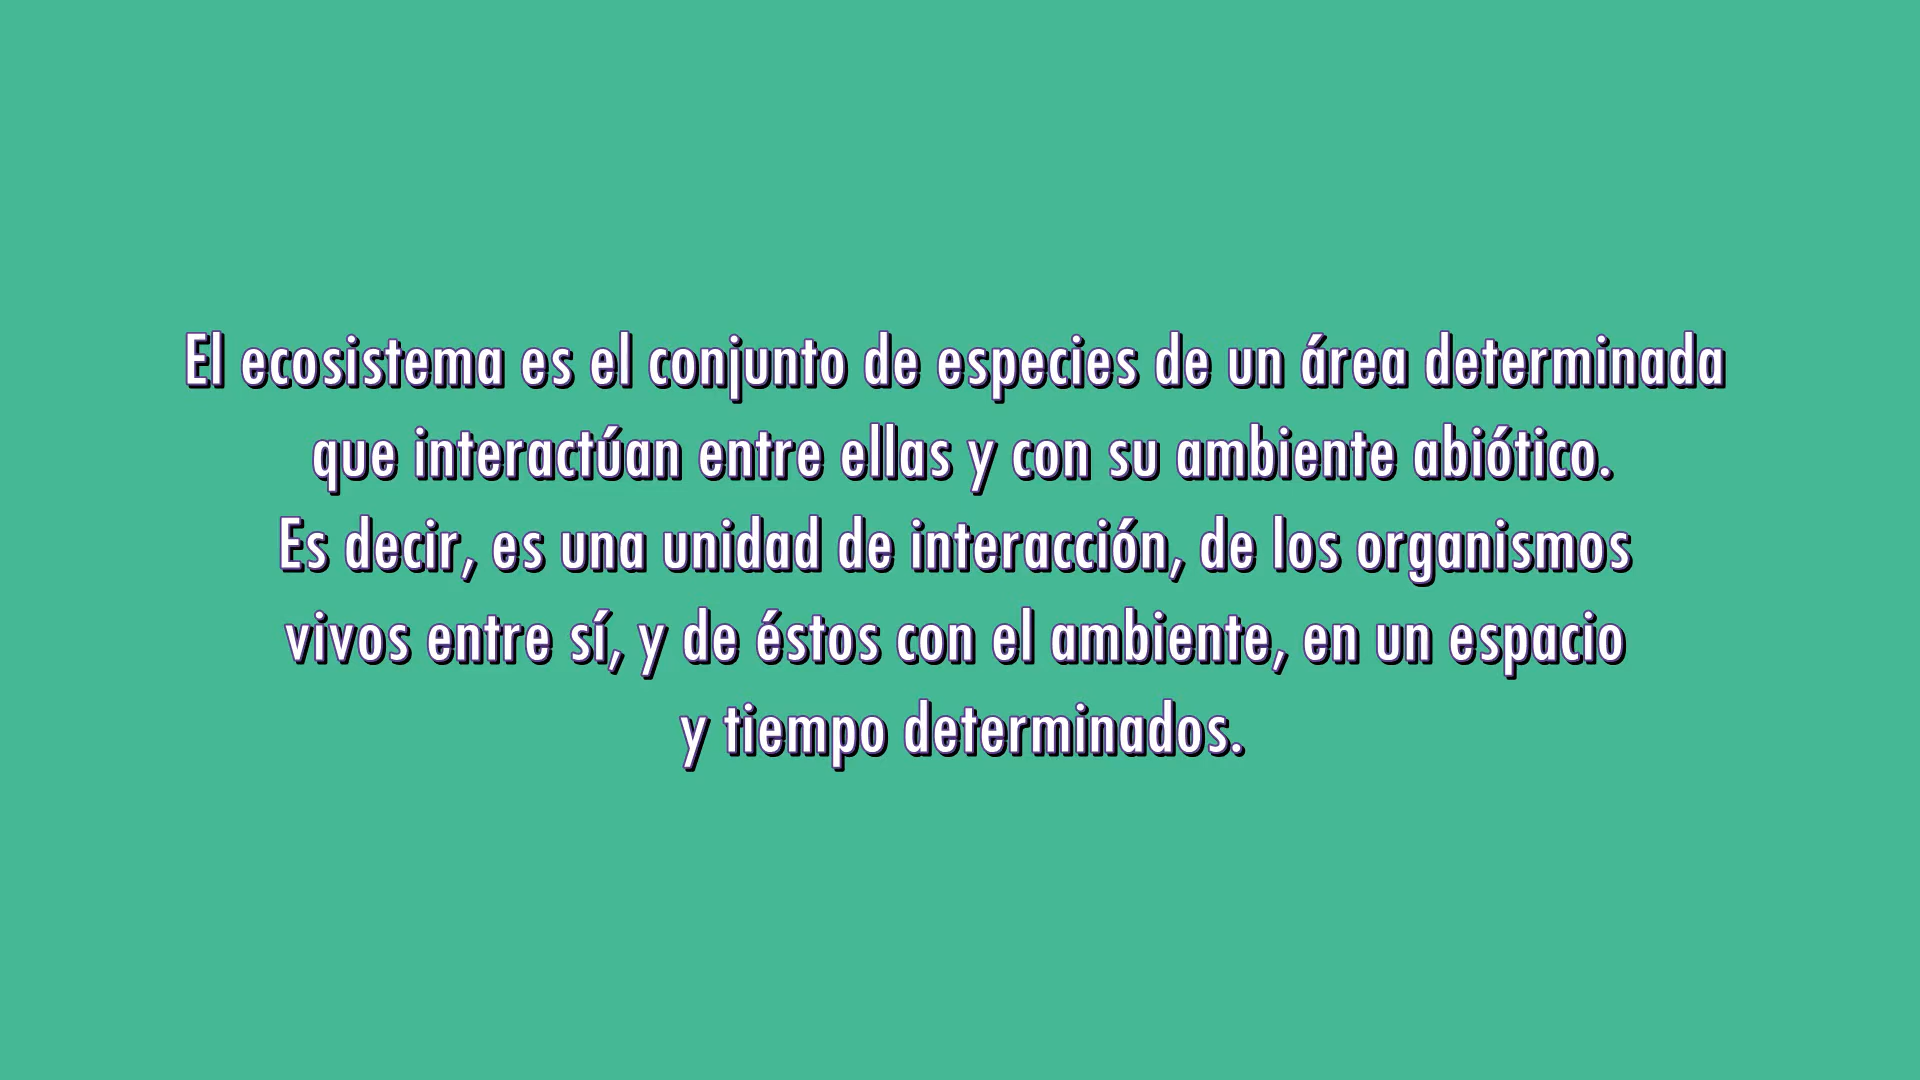 El ecosistema es el conjunto de especies de un área determinada
que interactúan entre ellas y con su ambiente abiótico.
Es decir, es una unidad de interacción, de los organismos
vivos entre sí, y de éstos con el ambiente, en un espacio
y tiempo determinados.